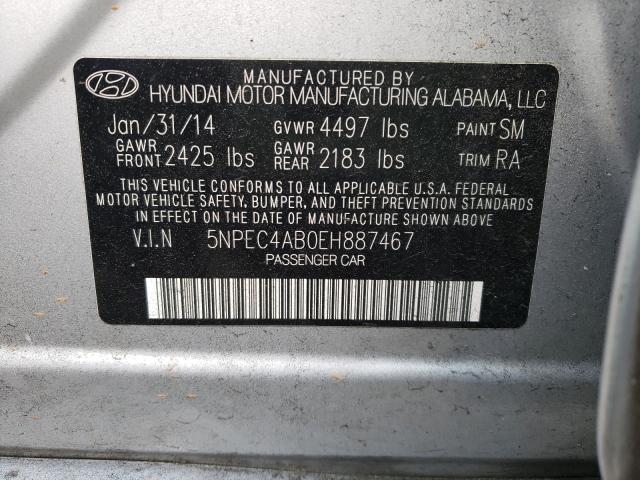 MANUFACTURED BY
HYUNDAI MOTOR MANUFACTURING ALABAMA, LLC
Jan/31/14 GVWR 4497 lbs PAINT SM
GAWR FRONT 2425 lbs GAWR REAR 2183 lbs TRIM RA
THIS VEHICLE CONFORMS TO ALL APPLICABLE U.S.A. FEDERAL
MOTOR VEHICLE SAFETY, BUMPER, AND THEFT PREVENTION STANDARDS
IN EFFECT ON THE DATE OF MANUFACTURE SHOWN ABOVE
V.I.N 5NPEC4AB0EH887467
PASSENGER CAR